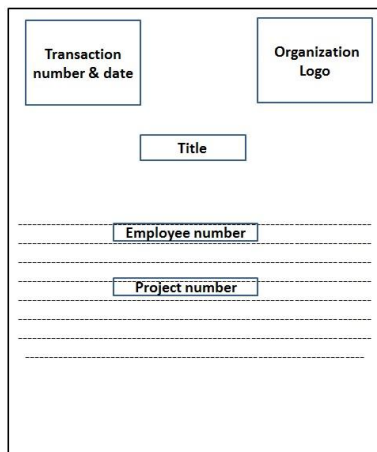 Transaction
number & date
Organization
Logo
Title
Employee number
Project number